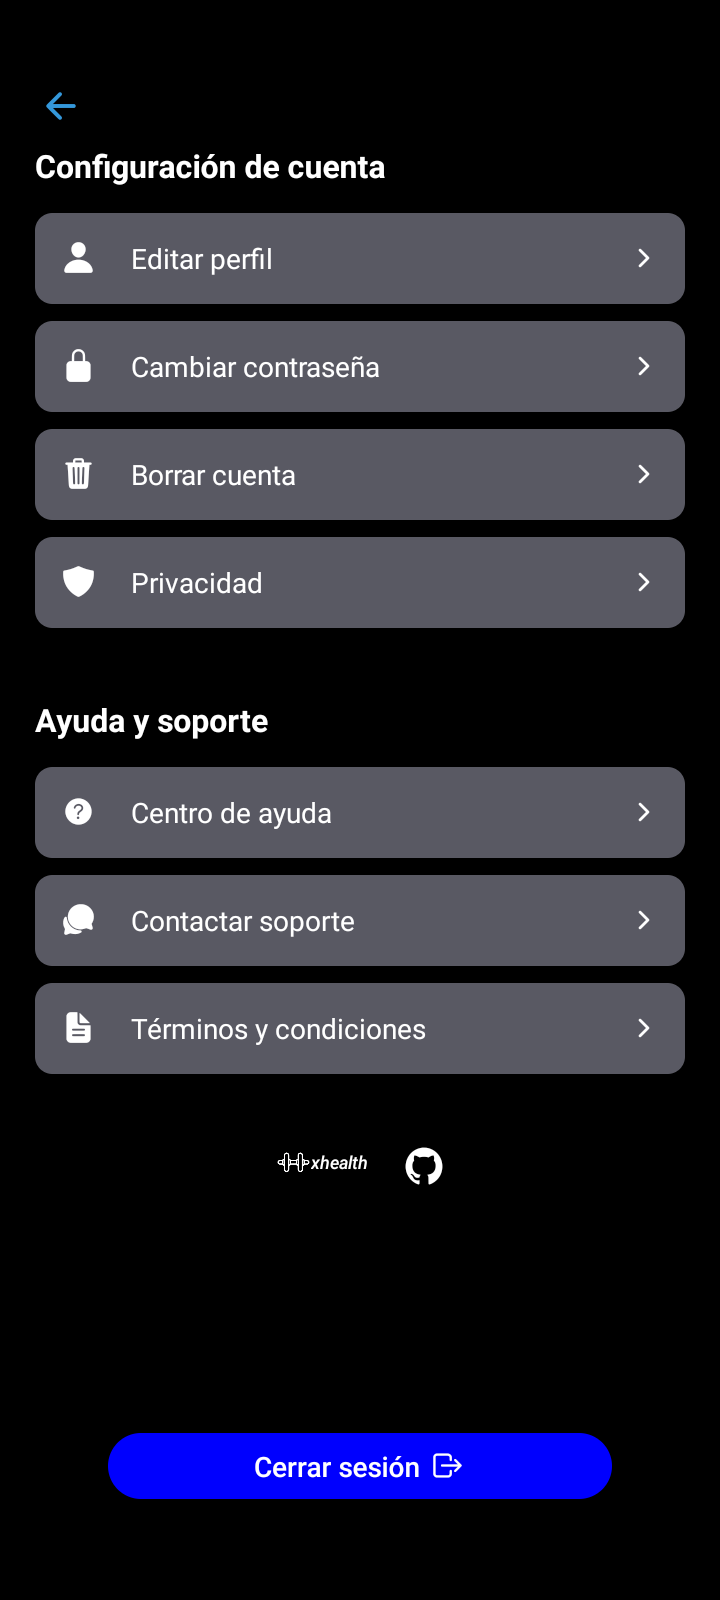 Configuración de cuenta
Editar perfil
Cambiar contraseña
Borrar cuenta
Privacidad
Ayuda y soporte
Centro de ayuda
Contactar soporte
Términos y condiciones
xhealth
Cerrar sesión